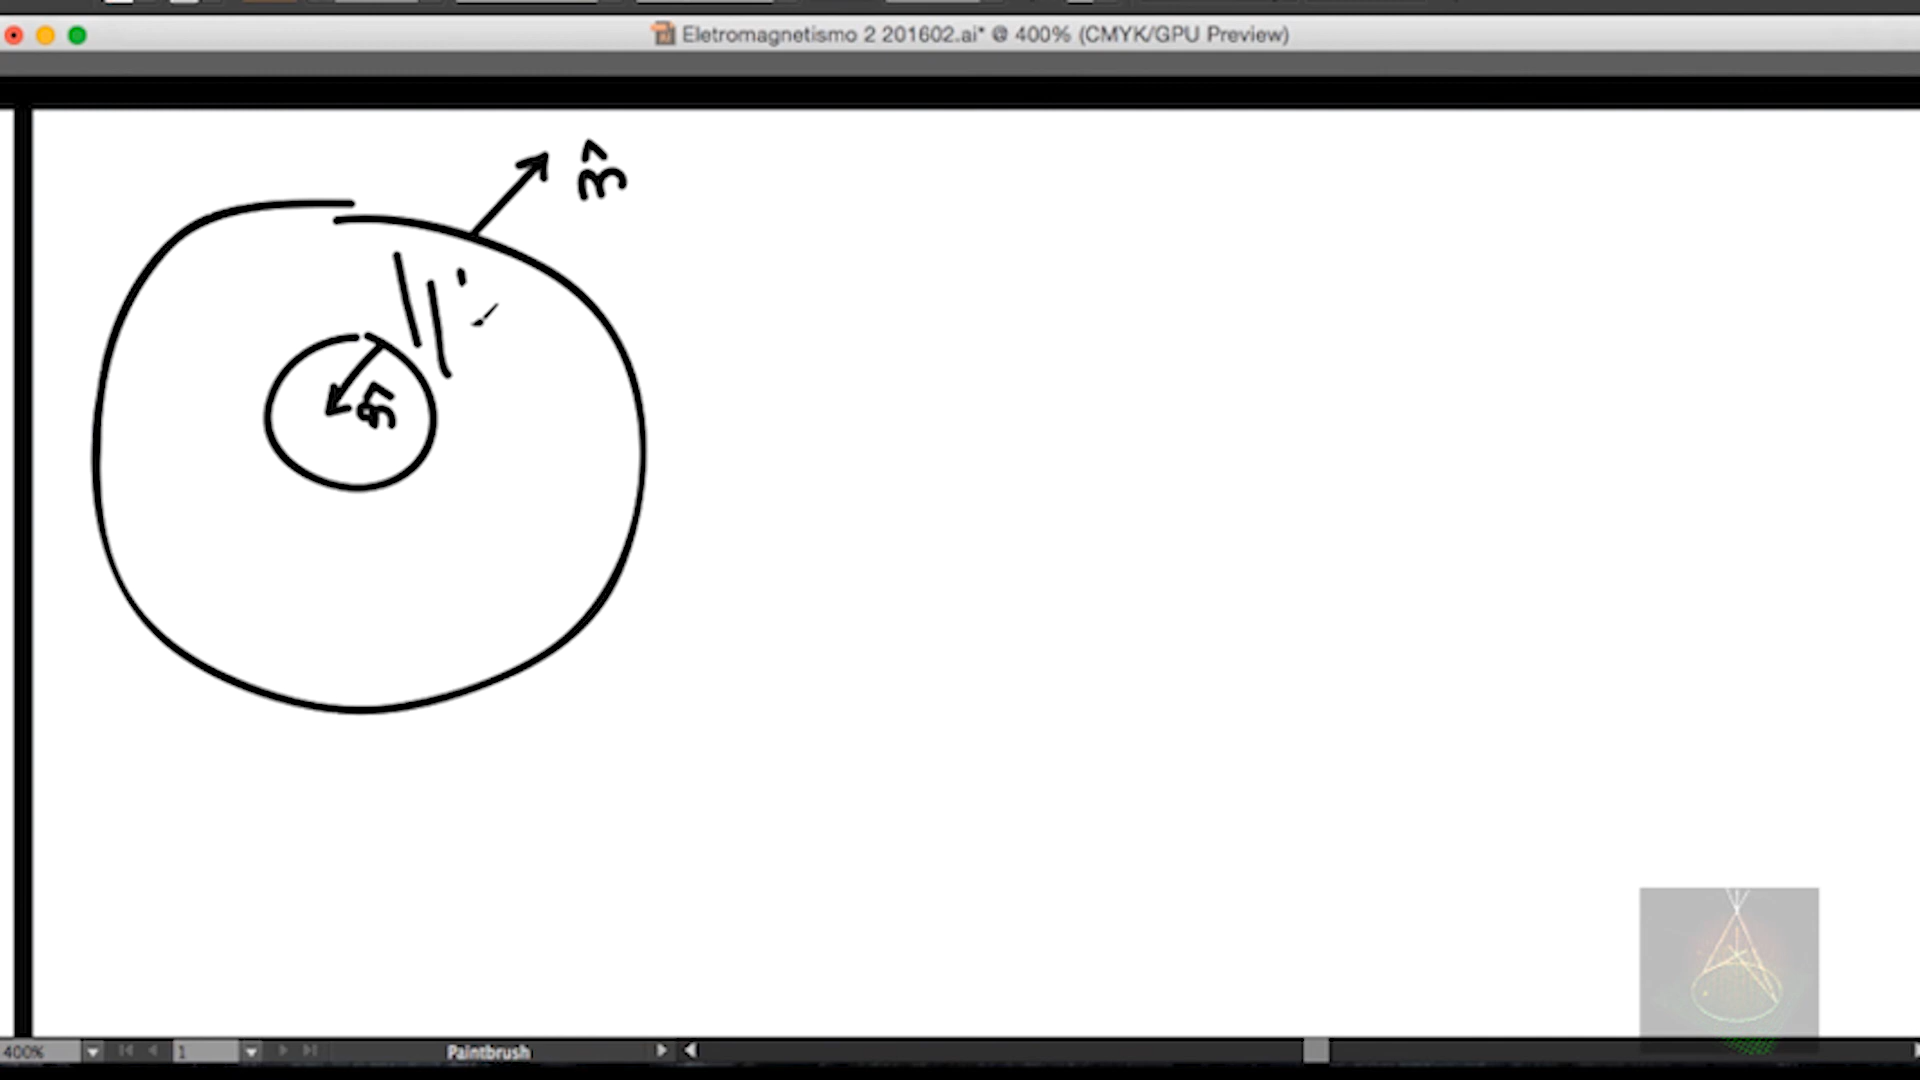 Eletromagnetismo 2 201602.ai* @ 400% (CMYK/GPU Preview)
n̂
n̂
400%
1
Paintbrush